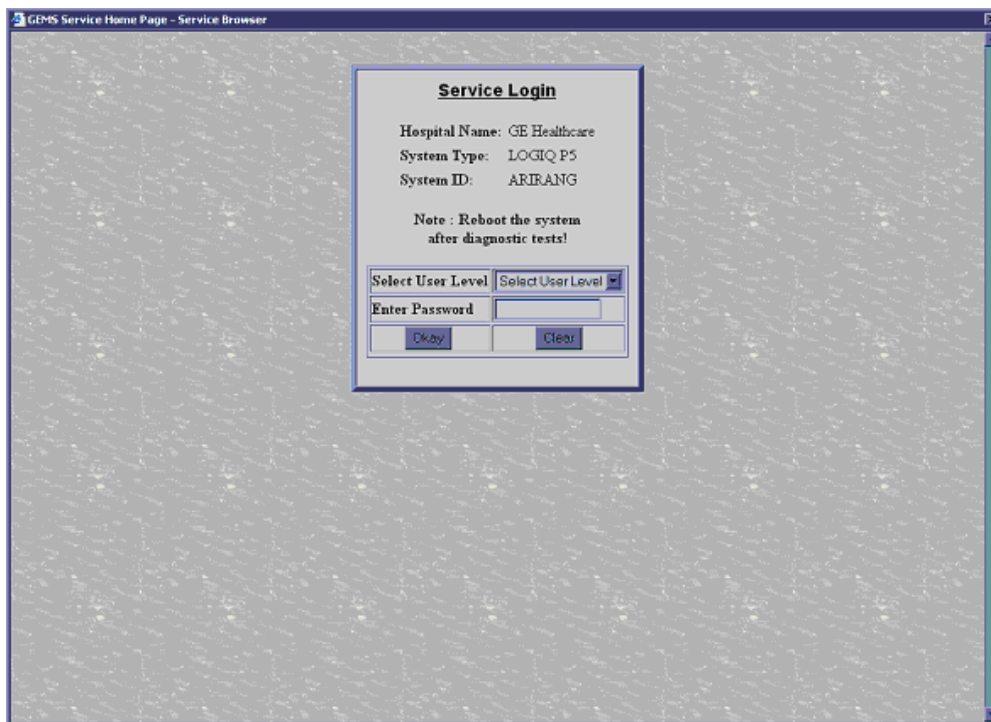 GEMS Service Home Page - Service Browser
Service Login
Hospital Name: GE Healthcare
System Type: LOGIQ P5
System ID: ARIRANG
Note : Reboot the system
after diagnostic tests!
Select User Level Select User Level
Enter Password
Okay Clear